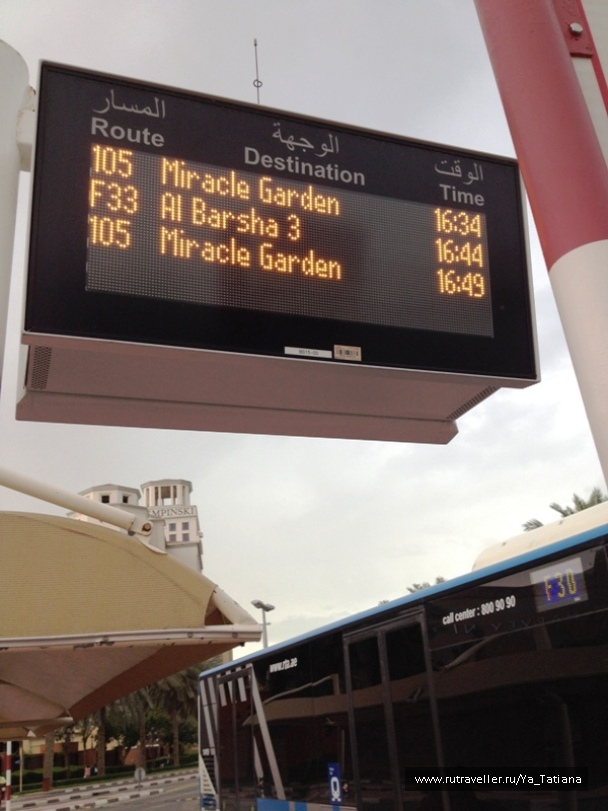 المسار الوجهة الوقت
Route Destination Time
105 Miracle Garden 16:34
F33 Al Barsha 3 16:44
105 Miracle Garden 16:49
MPINSKI
F30
call center : 800 90 90
www.rta.ae
www.rutraveller.ru/Ya_Tatiana